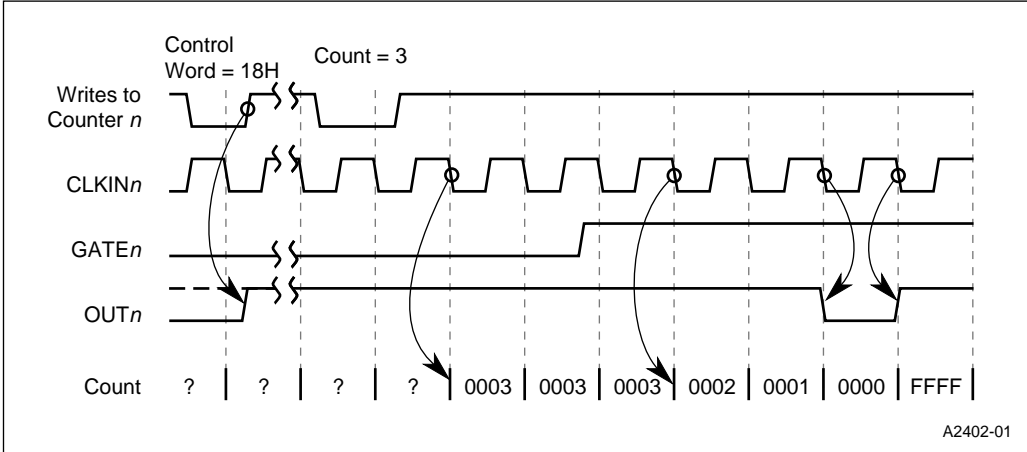 Control
Word = 18H
Count = 3
Writes to
Counter n
CLKINn
GATEn
OUTn
Count ? ? ? ? 0003 0003 0003 0002 0001 0000 FFFF
A2402-01